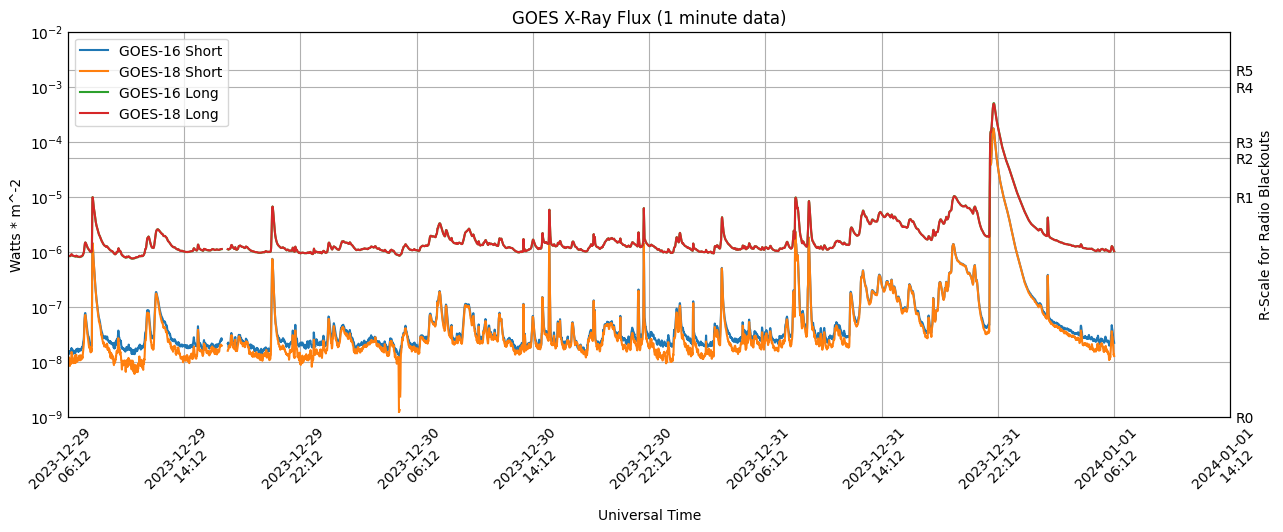 GOES X-Ray Flux (1 minute data)
GOES-16 Short
GOES-18 Short
GOES-16 Long
GOES-18 Long
10^-2
10^-3
10^-4
10^-5
10^-6
10^-7
10^-8
10^-9
Watts * m^-2
R5
R4
R3
R2
R1
R0
R-Scale for Radio Blackouts
2023-12-29
06:12
2023-12-29
14:12
2023-12-29
22:12
2023-12-30
06:12
2023-12-30
14:12
2023-12-30
22:12
2023-12-31
06:12
2023-12-31
14:12
2023-12-31
22:12
2024-01-01
06:12
2024-01-01
14:12
Universal Time